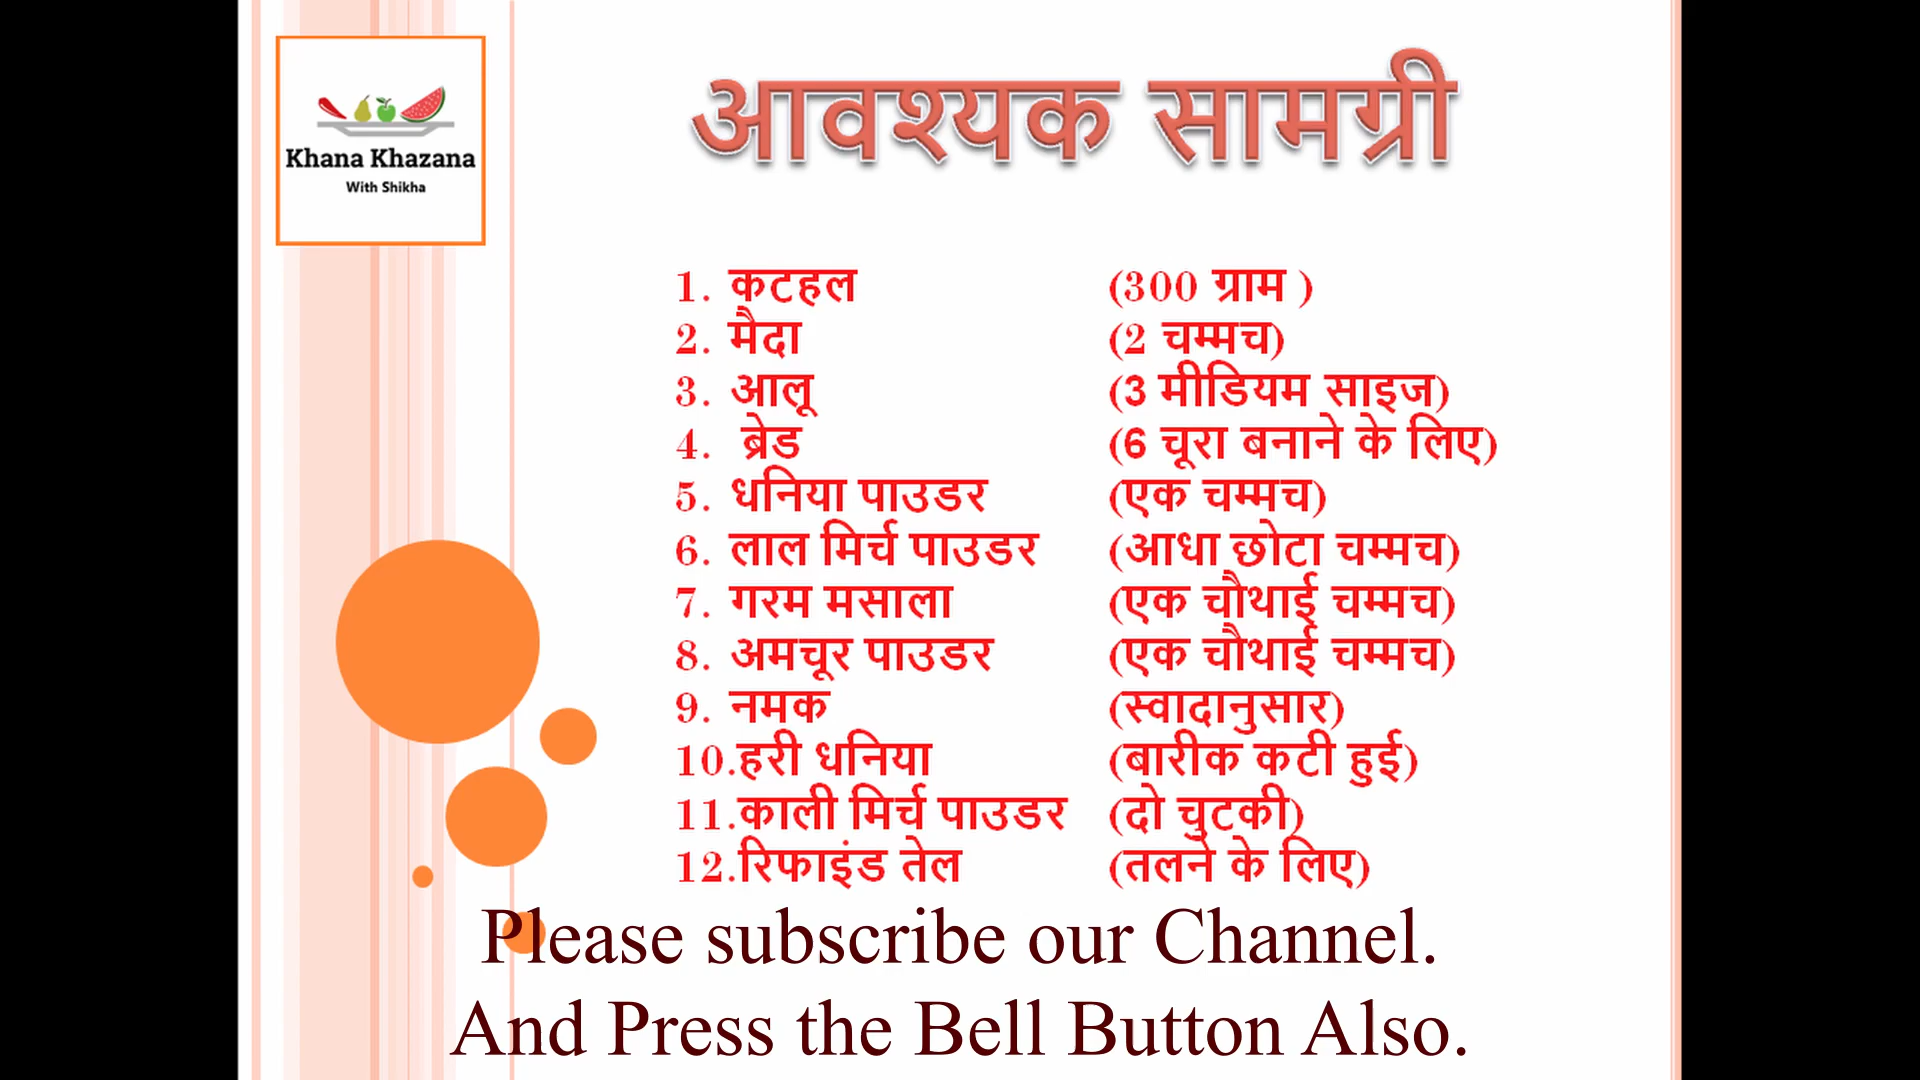 Khana Khazana
With Shikha
आवश्यक सामग्री
1. कटहल (300 ग्राम )
2. मैदा (2 चम्मच)
3. आलू (3 मीडियम साइज)
4. ब्रेड (6 चूरा बनाने के लिए)
5. धनिया पाउडर (एक चम्मच)
6. लाल मिर्च पाउडर (आधा छोटा चम्मच)
7. गरम मसाला (एक चौथाई चम्मच)
8. अमचूर पाउडर (एक चौथाई चम्मच)
9. नमक (स्वादानुसार)
10.हरी धनिया (बारीक कटी हुई)
11.काली मिर्च पाउडर (दो चुटकी)
12.रिफाइंड तेल (तलने के लिए)
Please subscribe our Channel.
And Press the Bell Button Also.